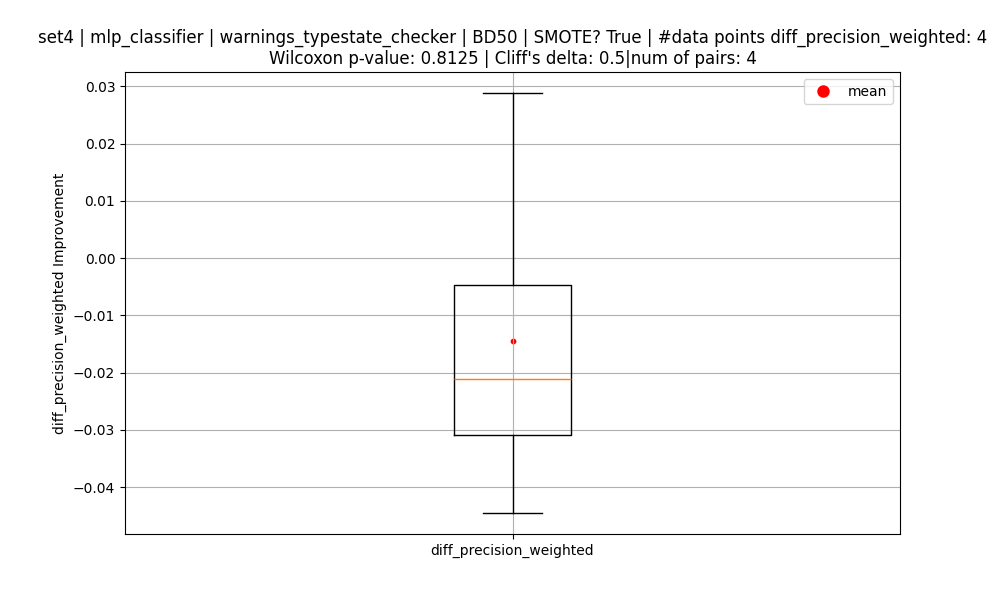 set4 | mlp_classifier | warnings_typestate_checker | BD50 | SMOTE? True | #data points diff_precision_weighted: 4
Wilcoxon p-value: 0.8125 | Cliff's delta: 0.5|num of pairs: 4
mean
0.03
0.02
0.01
0.00
−0.01
−0.02
−0.03
−0.04
diff_precision_weighted Improvement
diff_precision_weighted